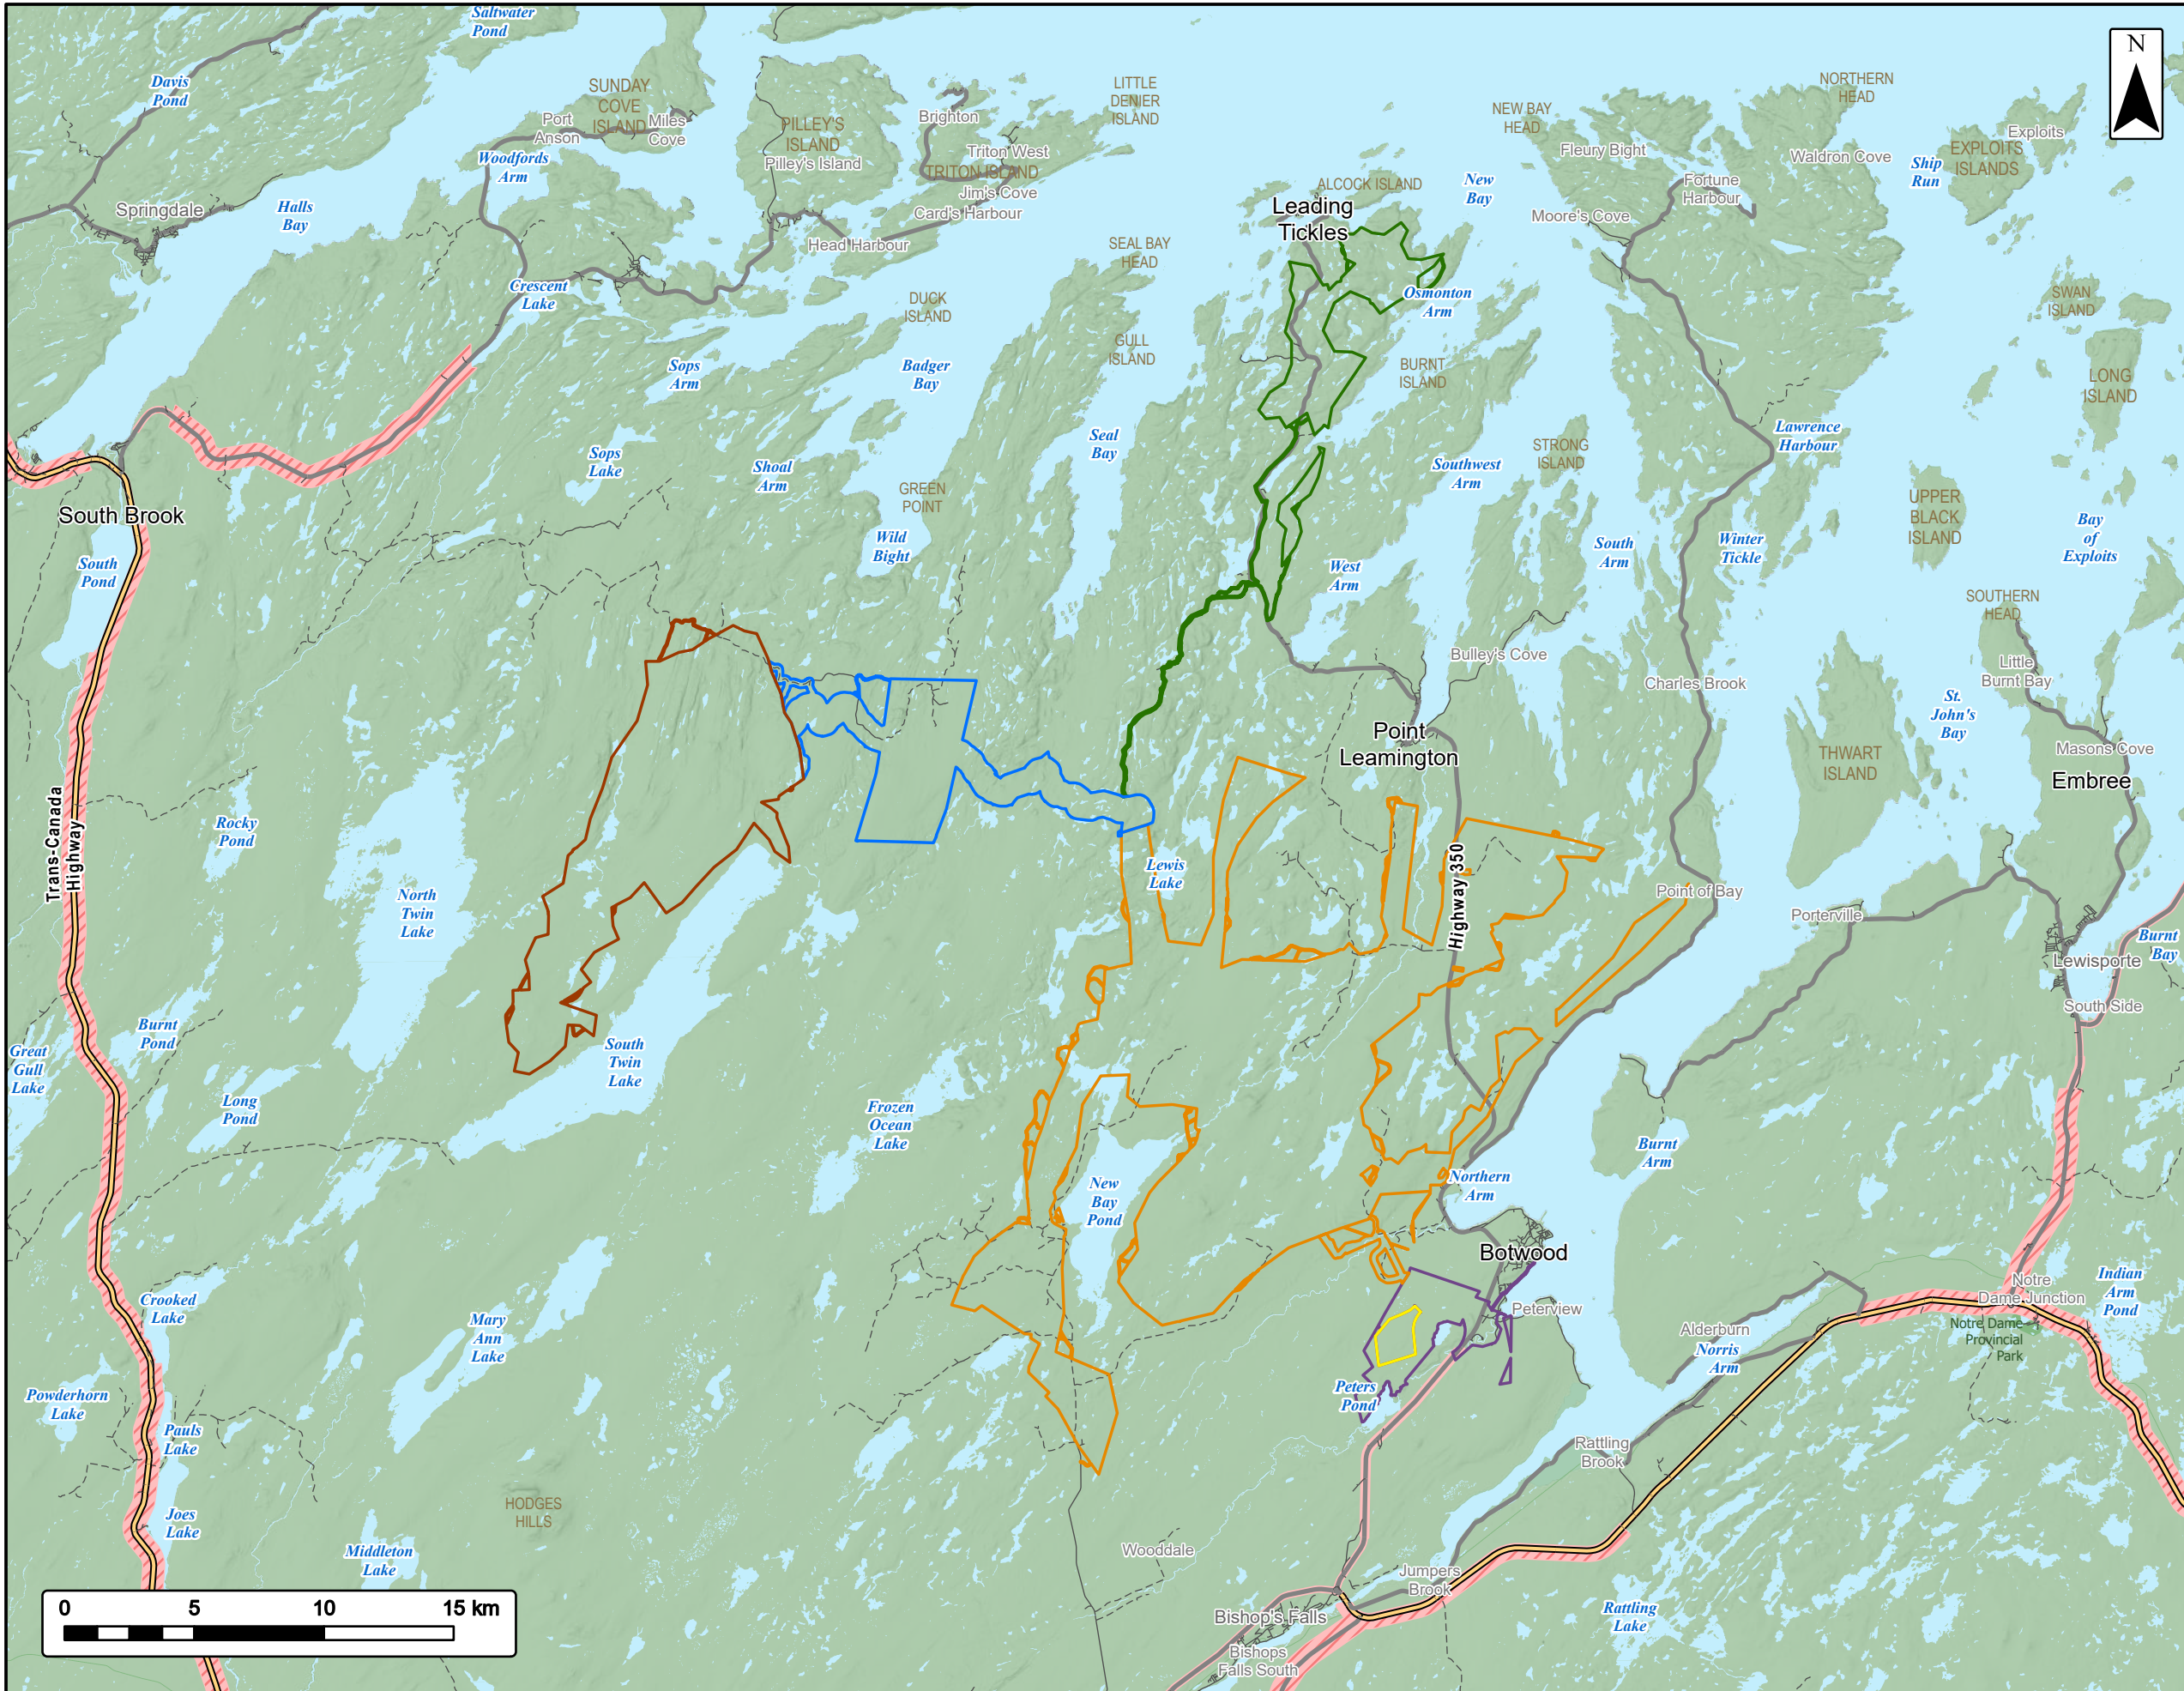 Saltwater
Pond
N
Davis
Pond
SUNDAY
COVE
ISLAND
Port
Anson
Miles
Cove
Woodfords
Arm
PILLEY'S
ISLAND
Pilley's Island
Brighton
Triton West
TRITON ISLAND
Jim's Cove
Card's Harbour
Head Harbour
LITTLE
DENIER
ISLAND
NEW BAY
HEAD
Fleury Bight
NORTHERN
HEAD
Waldron Cove
Exploits
EXPLOITS
ISLANDS
Ship
Run
Springdale
Halls
Bay
ALCOCK ISLAND
Leading
Tickles
New
Bay
Fortune
Harbour
Moore's Cove
SEAL BAY
HEAD
Crescent
Lake
DUCK
ISLAND
Osmonton
Arm
SWAN
ISLAND
GULL
ISLAND
Sops
Arm
Badger
Bay
BURNT
ISLAND
LONG
ISLAND
Seal
Bay
Lawrence
Harbour
Sops
Lake
Shoal
Arm
Southwest
Arm
STRONG
ISLAND
GREEN
POINT
UPPER
BLACK
ISLAND
South Brook
Wild
Bight
South
Arm
Winter
Tickle
Bay
of
Exploits
South
Pond
West
Arm
SOUTHERN
HEAD
Bulley's Cove
Little
Burnt Bay
Charles Brook
St.
John's
Bay
Point
Leamington
THWART
ISLAND
Masons Cove
Embree
Trans-Canada
Highway
Rocky
Pond
Lewis
Lake
Highway 350
Point of Bay
North
Twin
Lake
Porterville
Burnt
Bay
Lewisporte
South Side
Burnt
Pond
Great
Gull
Lake
South
Twin
Lake
Long
Pond
Frozen
Ocean
Lake
Burnt
Arm
New
Bay
Pond
Northern
Arm
Botwood
Crooked
Lake
Notre
Dame Junction
Indian
Arm
Pond
Peterview
Mary
Ann
Lake
Alderburn
Norris
Arm
Notre Dame
Provincial
Park
Powderhorn
Lake
Peters
Pond
Pauls
Lake
Rattling
Brook
HODGES
HILLS
Joes
Lake
Middleton
Lake
Wooddale
Jumpers
Brook
0 5 10 15 km
Bishop's Falls
Rattling
Lake
Bishops
Falls South